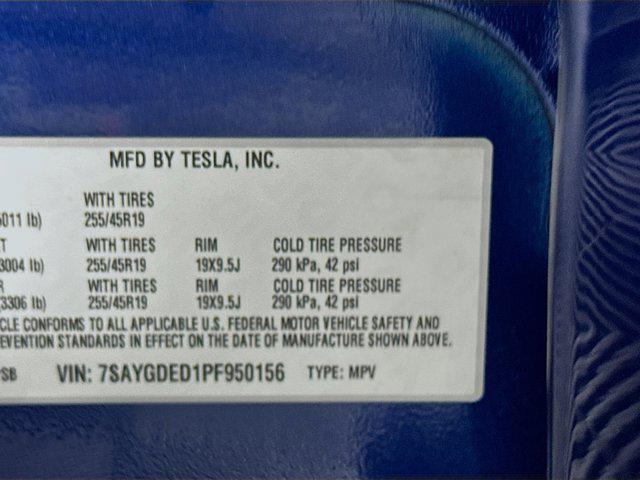 MFD BY TESLA, INC.
WITH TIRES
011 lb) 255/45R19
T WITH TIRES RIM COLD TIRE PRESSURE
3004 lb) 255/45R19 19X9.5J 290 kPa, 42 psi
R WITH TIRES RIM COLD TIRE PRESSURE
(3306 lb) 255/45R19 19X9.5J 290 kPa, 42 psi
CLE CONFORMS TO ALL APPLICABLE U.S. FEDERAL MOTOR VEHICLE SAFETY AND
EVENTION STANDARDS IN EFFECT ON THE DATE OF MANUFACTURE SHOWN ABOVE.
PSB VIN: 7SAYGDED1PF950156 TYPE: MPV